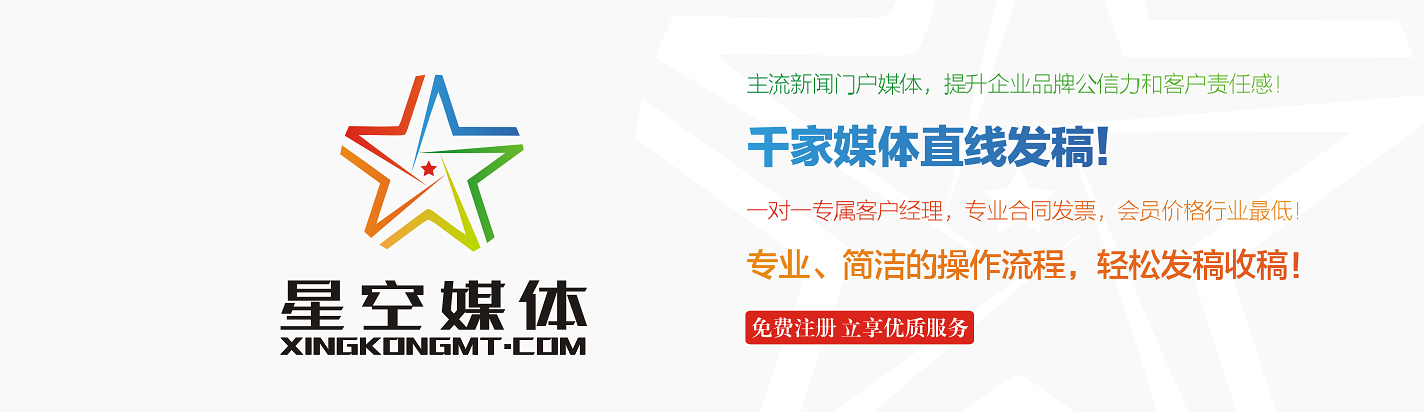 星空媒体
XINGKONGMT·COM
主流新闻门户媒体，提升企业品牌公信力和客户责任感！
千家媒体直线发稿！
一对一专属客户经理，专业合同发票，会员价格行业最低！
专业、简洁的操作流程，轻松发稿收稿！
免费注册 立享优质服务